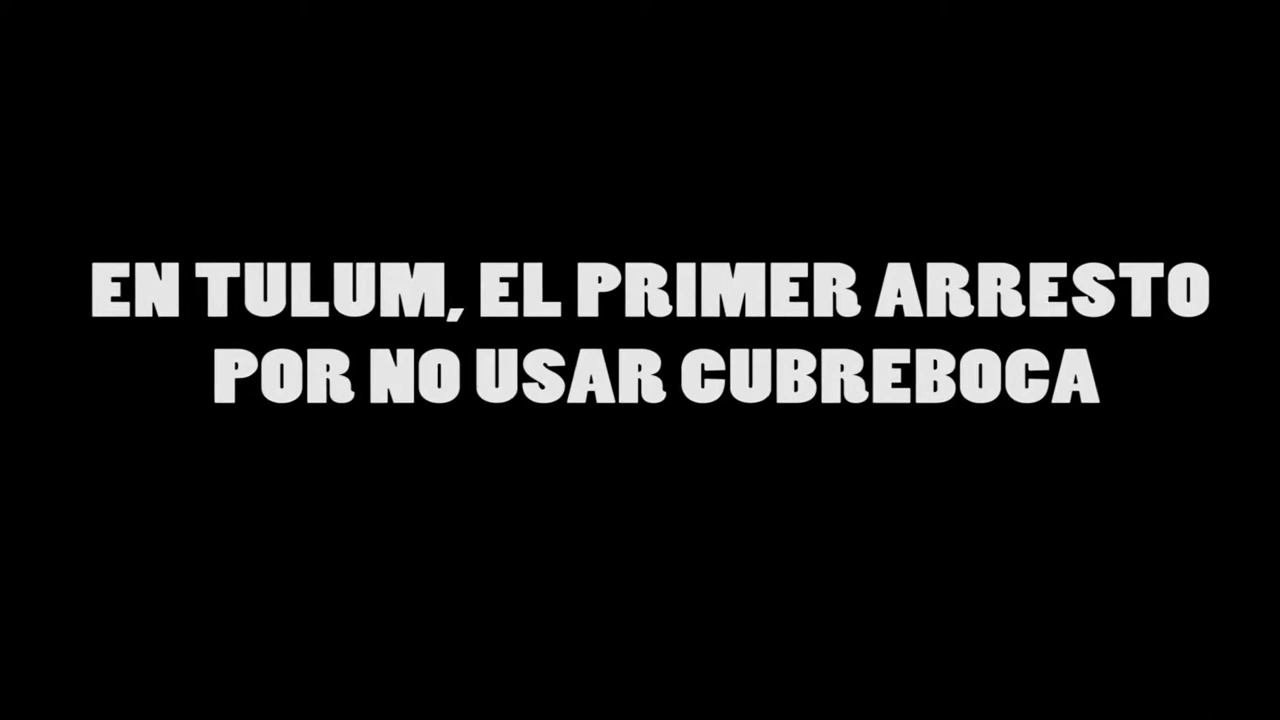 EN TULUM, EL PRIMER ARRESTO
POR NO USAR CUBREBOCA